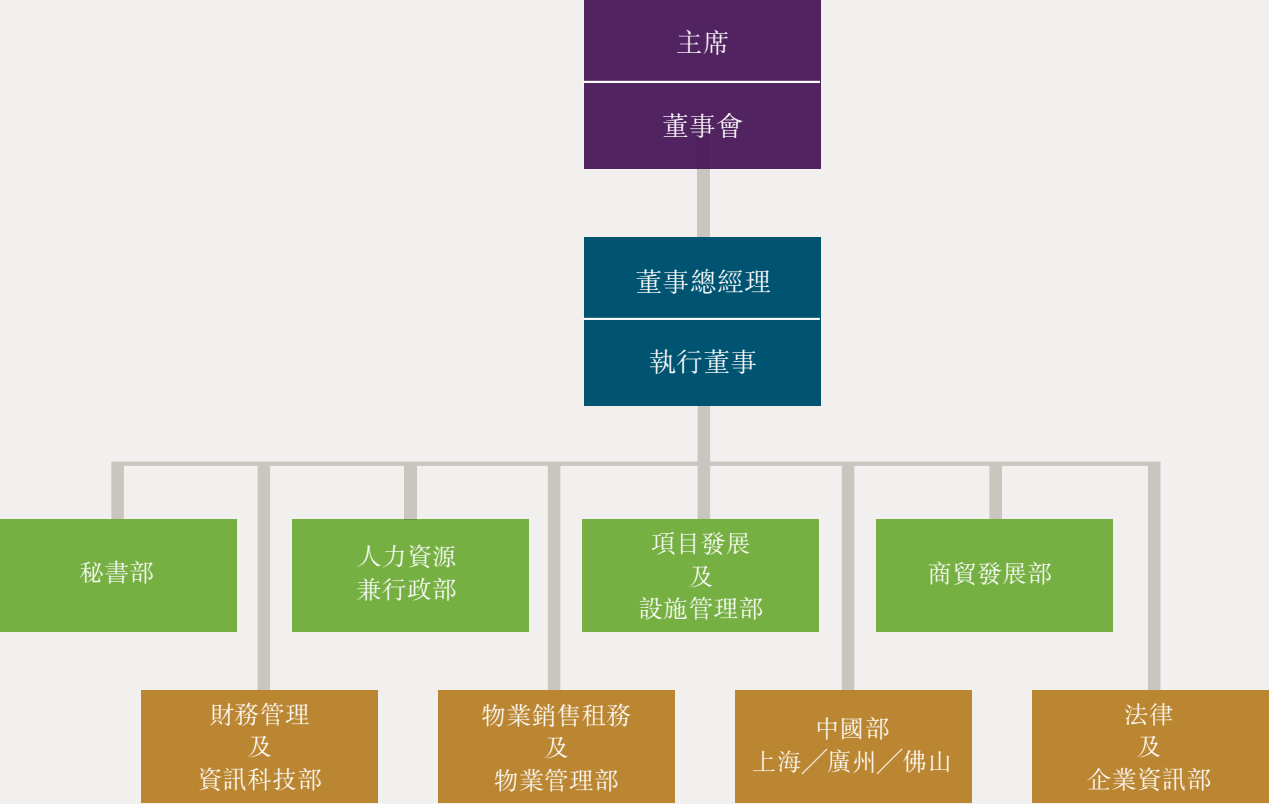 主席
董事會
董事總經理
執行董事
秘書部
人力資源
兼行政部
項目發展
及
設施管理部
商貿發展部
財務管理
及
資訊科技部
物業銷售租務
及
物業管理部
中國部
上海╱廣州╱佛山
法律
及
企業資訊部